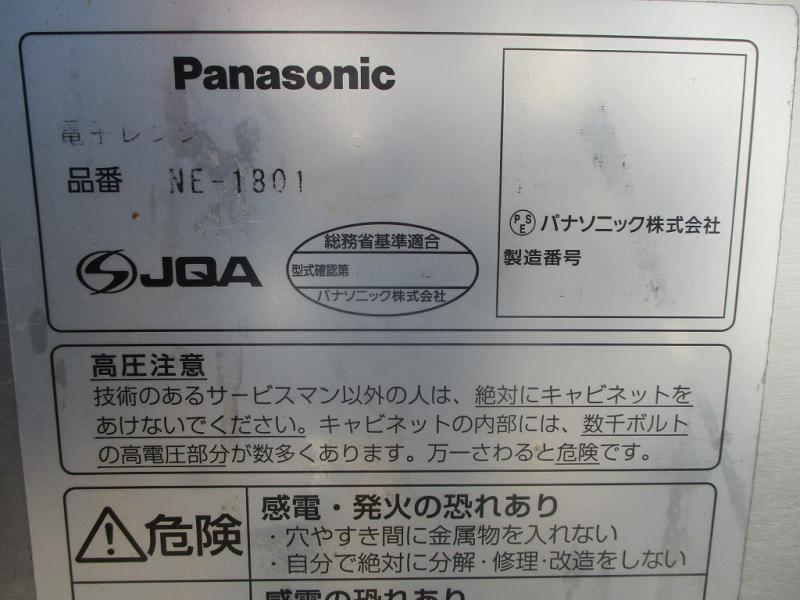 Panasonic
電子レンジ
品番 NE-1801
JQA
総務省基準適合
型式確認第
パナソニック株式会社
PSE パナソニック株式会社
製造番号
高圧注意
技術のあるサービスマン以外の人は、絶対にキャビネットを
あけないでください。キャビネットの内部には、数千ボルト
の高電圧部分が数多くあります。万一さわると危険です。
危険
感電・発火の恐れあり
・穴やすき間に金属物を入れない
・自分で絶対に分解・修理・改造をしない
感電の恐れあり